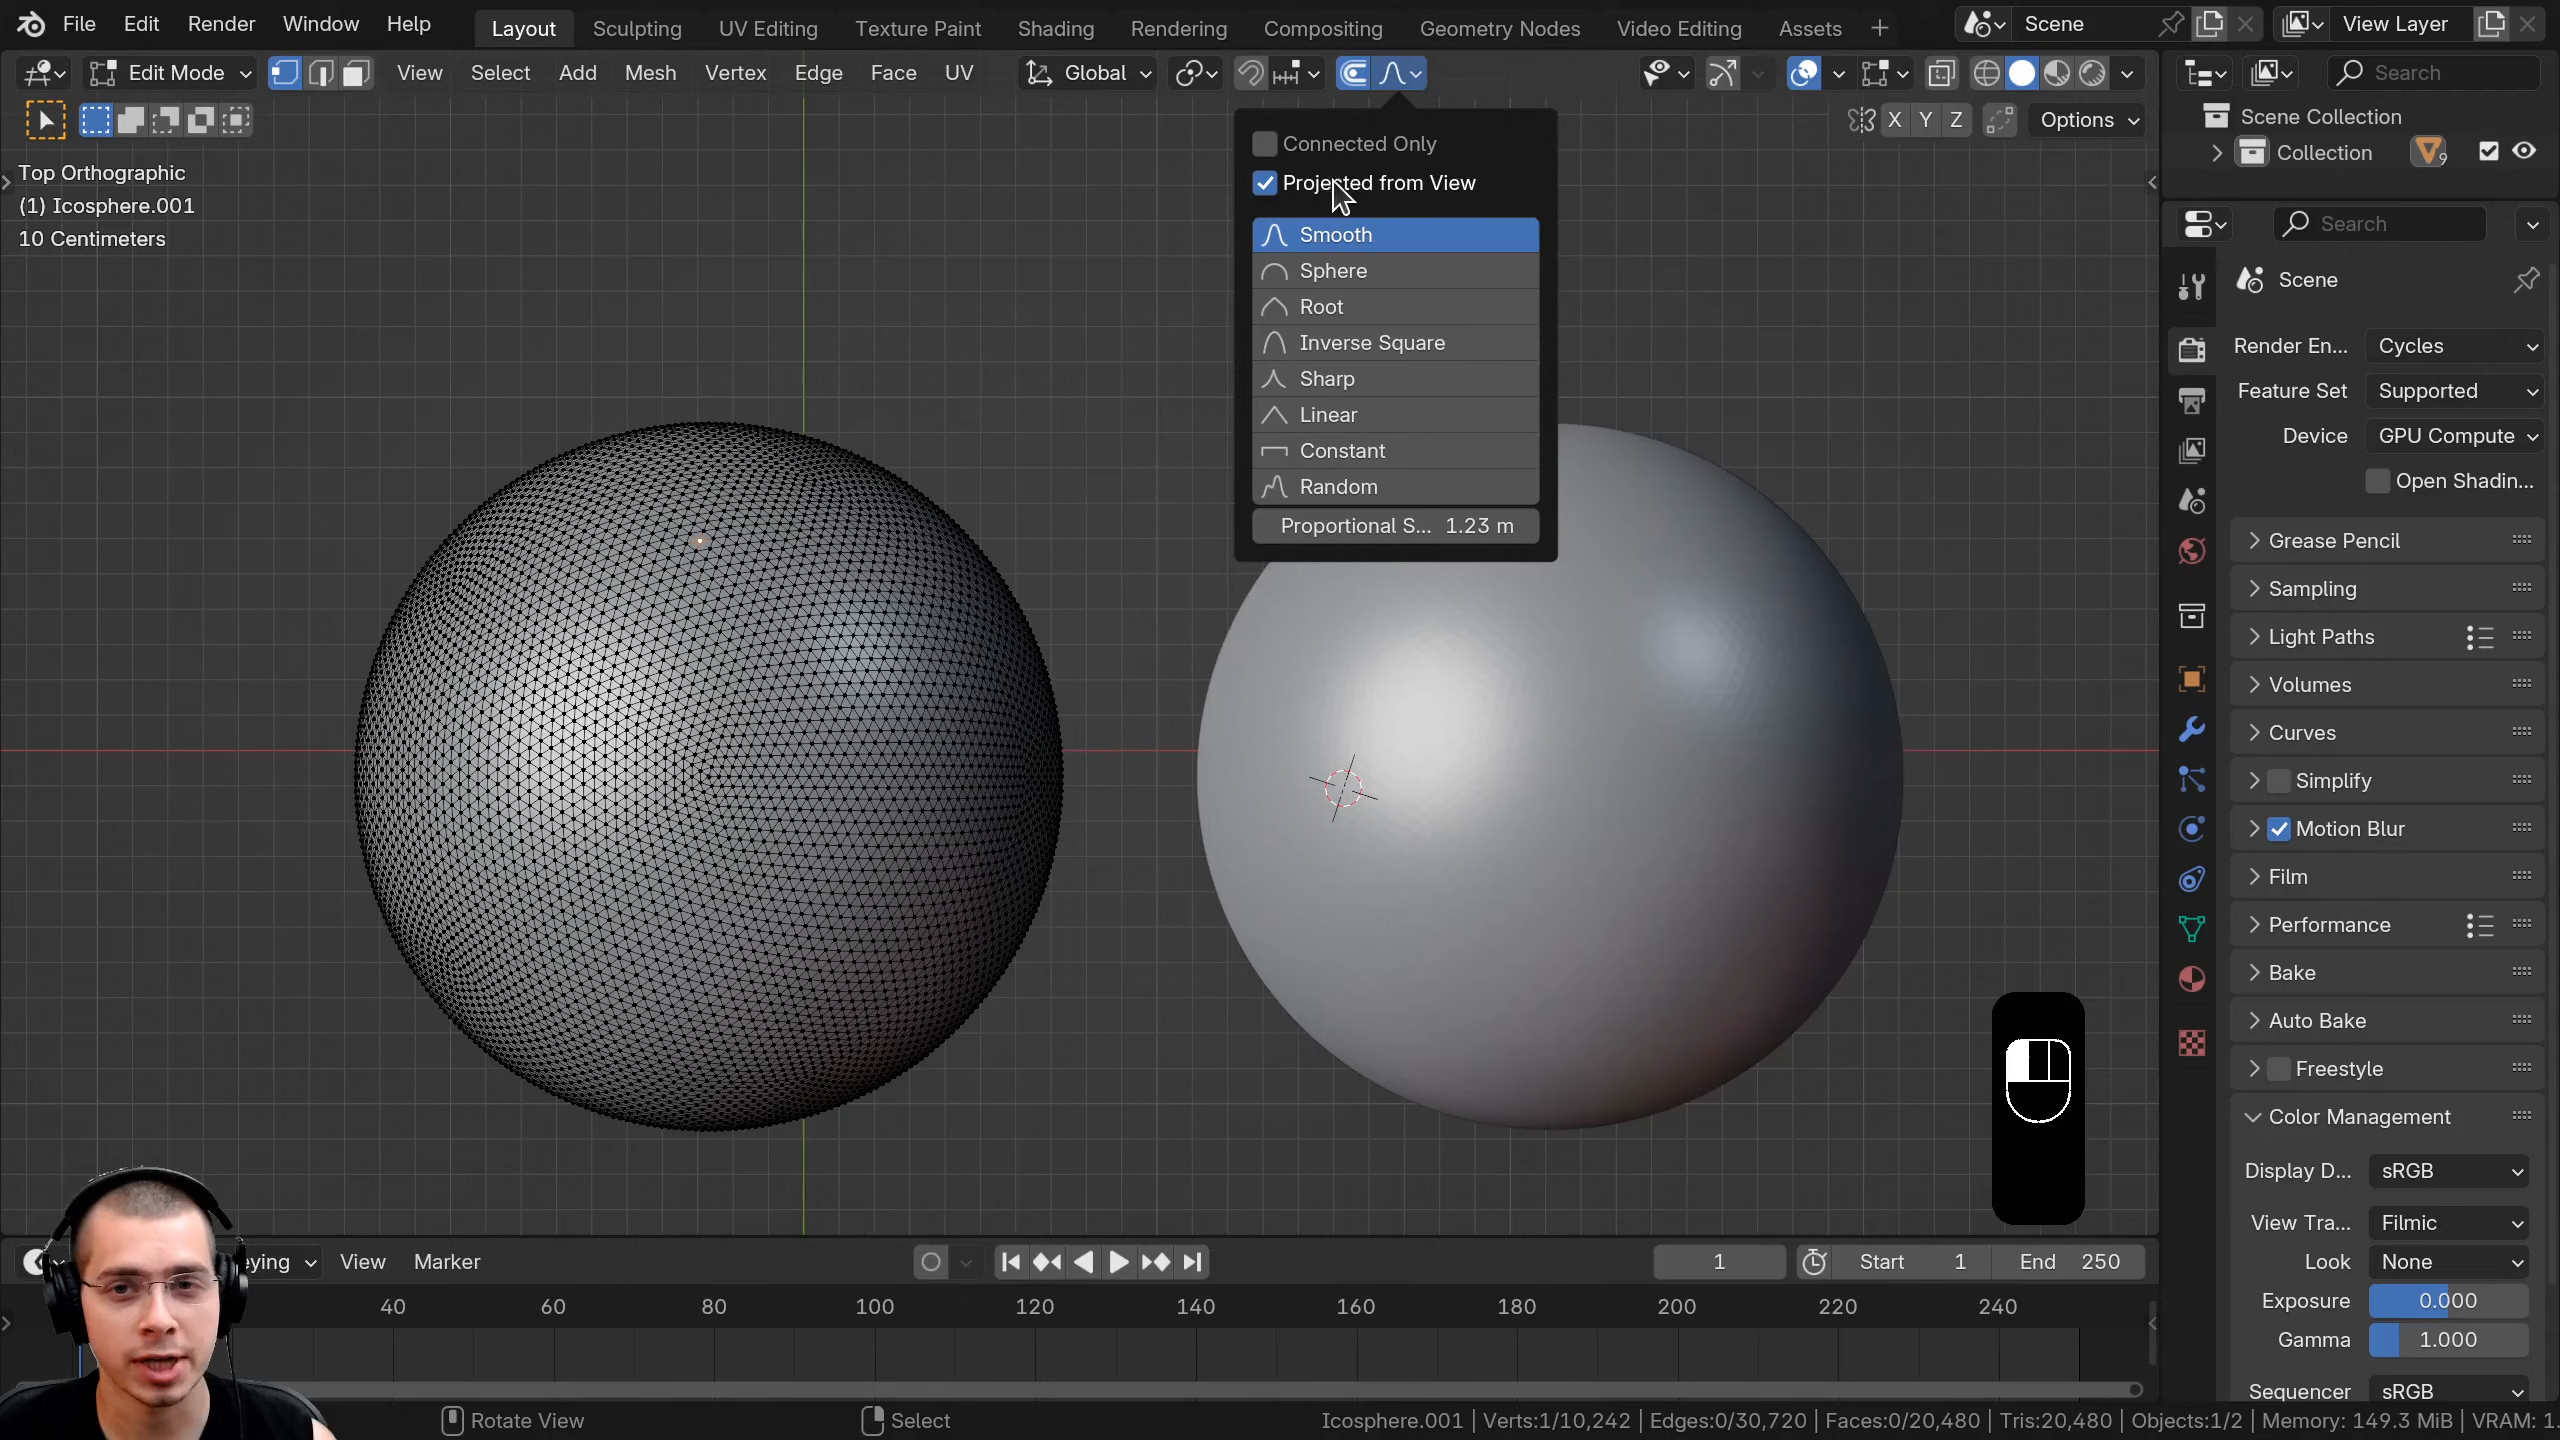 File Edit Render Window Help Layout Sculpting UV Editing Texture Paint Shading Rendering Compositing Geometry Nodes Video Editing Assets + Scene View Layer
Edit Mode View Select Add Mesh Vertex Edge Face UV Global Search
X Y Z Options
Scene Collection
Collection 9
Top Orthographic
(1) Icosphere.001
10 Centimeters
Connected Only
Projected from View
Smooth
Sphere
Root
Inverse Square
Sharp
Linear
Constant
Random
Proportional S... 1.23 m
Search
Scene
Render En... Cycles
Feature Set Supported
Device GPU Compute
Open Shadin...
Grease Pencil
Sampling
Light Paths
Volumes
Curves
Simplify
Motion Blur
Film
Performance
Bake
Auto Bake
Freestyle
Color Management
Display D... sRGB
View Tra... Filmic
Look None
Exposure 0.000
Gamma 1.000
Sequencer sRGB
View Marker 1 Start 1 End 250
40 60 80 100 120 140 160 180 200 220 240
Rotate View Select Icosphere.001 | Verts:1/10,242 | Edges:0/30,720 | Faces:0/20,480 | Tris:20,480 | Objects:1/2 | Memory: 149.3 MiB | VRAM: 1.